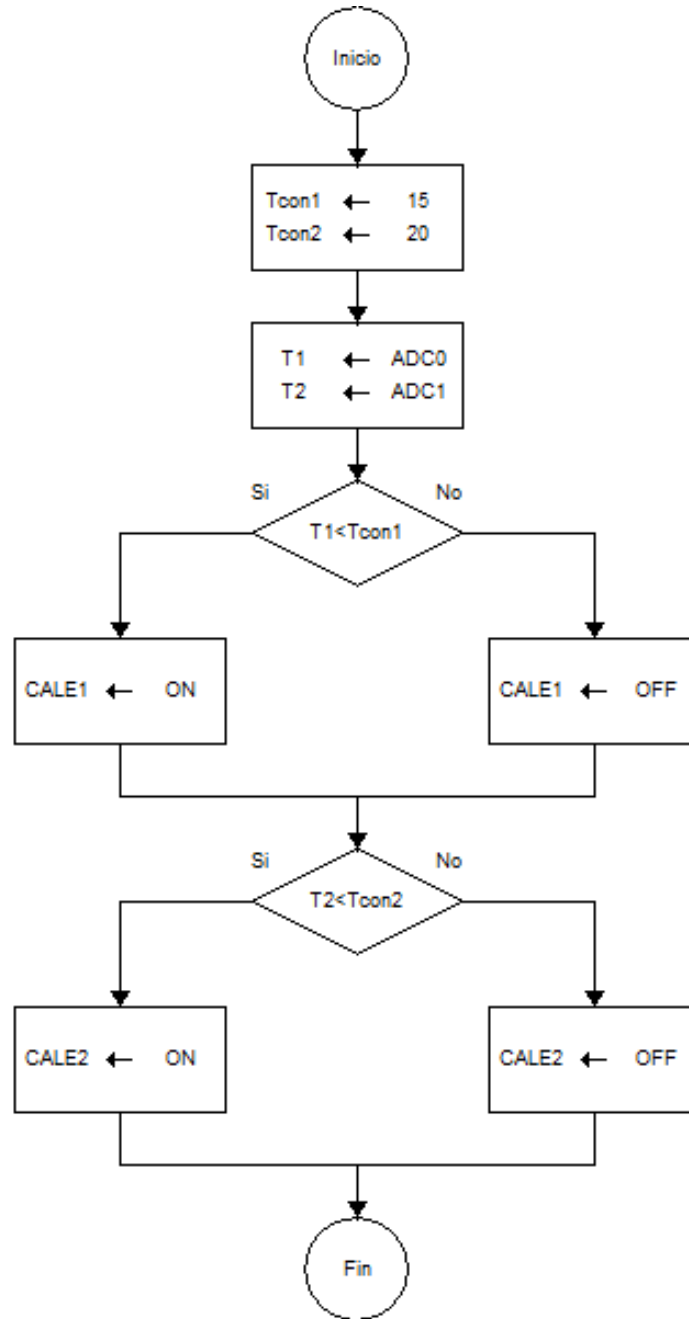 Inicio
Tcon1 ← 15
Tcon2 ← 20
T1 ← ADC0
T2 ← ADC1
Si No
T1<Tcon1
CALE1 ← ON
CALE1 ← OFF
Si No
T2<Tcon2
CALE2 ← ON
CALE2 ← OFF
Fin